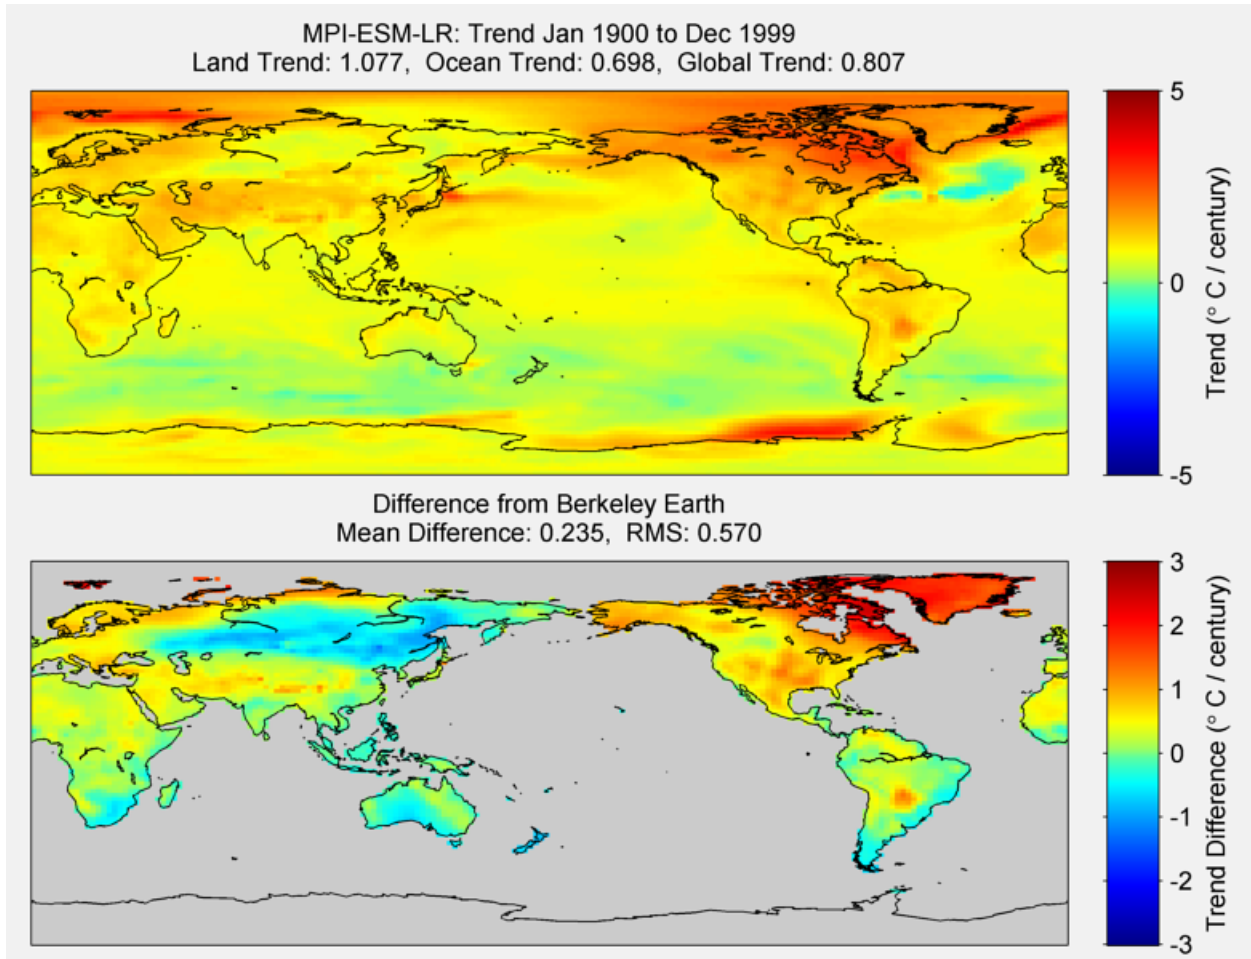 MPI-ESM-LR: Trend Jan 1900 to Dec 1999
Land Trend: 1.077, Ocean Trend: 0.698, Global Trend: 0.807
5
0
-5
Trend (° C / century)
Difference from Berkeley Earth
Mean Difference: 0.235, RMS: 0.570
3
2
1
0
-1
-2
-3
Trend Difference (° C / century)